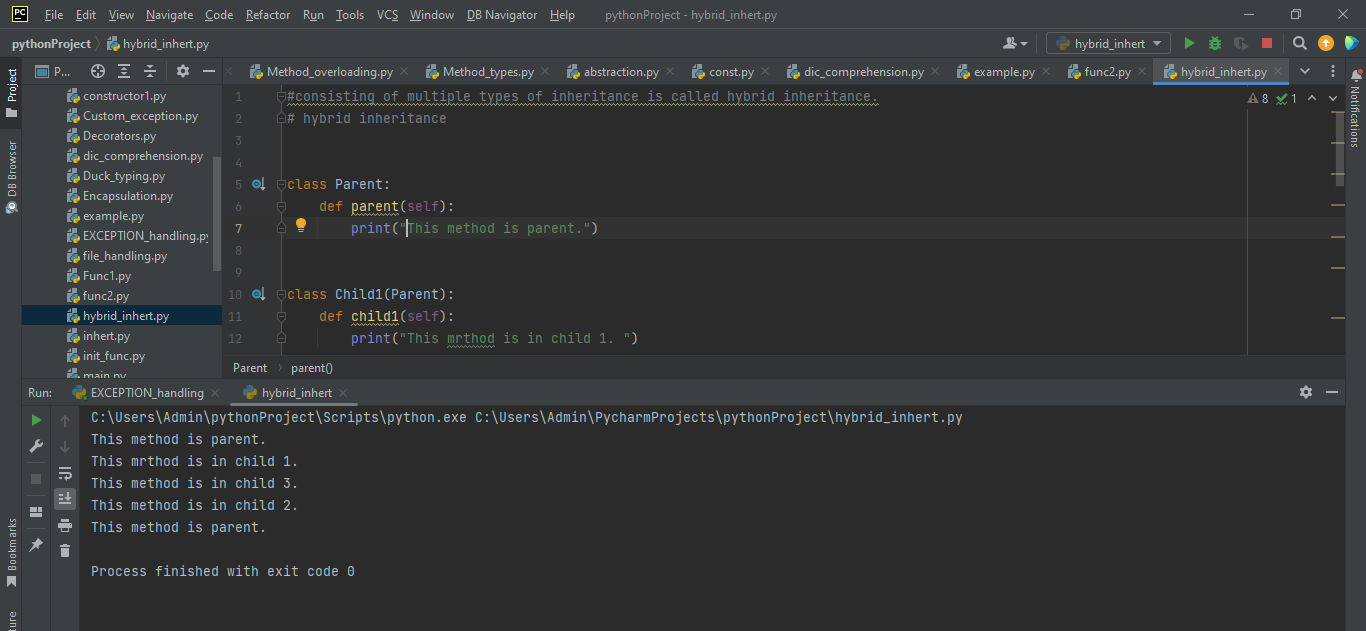 PC File Edit View Navigate Code Refactor Run Tools VCS Window DB Navigator Help pythonProject - hybrid_inhert.py
pythonProject hybrid_inhert.py hybrid_inhert
P... Method_overloading.py Method_types.py abstraction.py const.py dic_comprehension.py example.py func2.py hybrid_inhert.py
Project
DB Browser
Bookmarks
ture
Notifications
constructor1.py
Custom_exception.py
Decorators.py
dic_comprehension.py
Duck_typing.py
Encapsulation.py
example.py
EXCEPTION_handling.py
file_handling.py
Func1.py
func2.py
hybrid_inhert.py
inhert.py
init_func.py
main.py
8 1
1 #consisting of multiple types of inheritance is called hybrid inheritance.
2 # hybrid inheritance
3
4
5 class Parent:
6 def parent(self):
7 print("This method is parent.")
8
9
10 class Child1(Parent):
11 def child1(self):
12 print("This mrthod is in child 1. ")
Parent parent()
Run: EXCEPTION_handling hybrid_inhert
C:\Users\Admin\pythonProject\Scripts\python.exe C:\Users\Admin\PycharmProjects\pythonProject\hybrid_inhert.py
This method is parent.
This mrthod is in child 1.
This method is in child 3.
This method is in child 2.
This method is parent.
Process finished with exit code 0